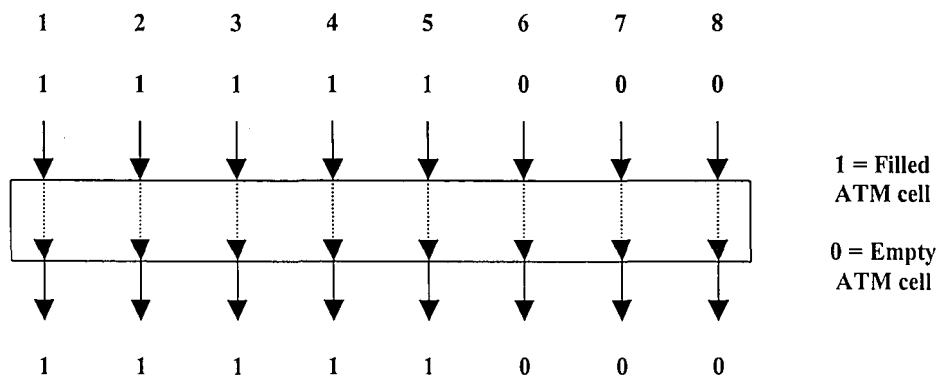 1 2 3 4 5 6 7 8
1 1 1 1 1 0 0 0
1 = Filled
ATM cell
0 = Empty
ATM cell
1 1 1 1 1 0 0 0